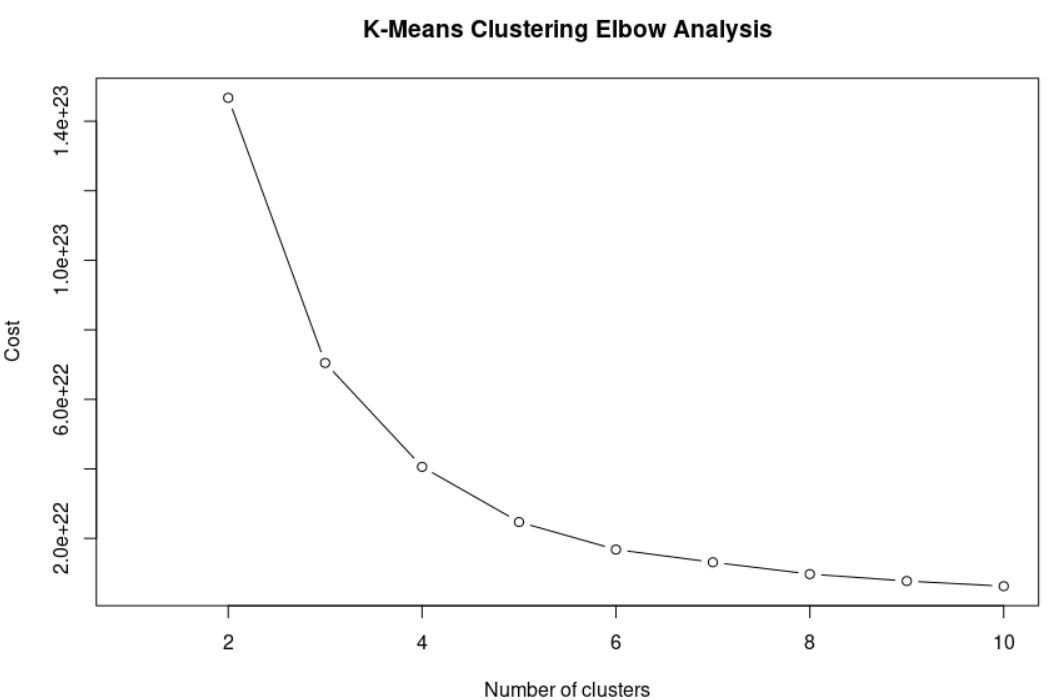 K-Means Clustering Elbow Analysis
1.4e+23
1.0e+23
6.0e+22
2.0e+22
Cost
2 4 6 8 10
Number of clusters